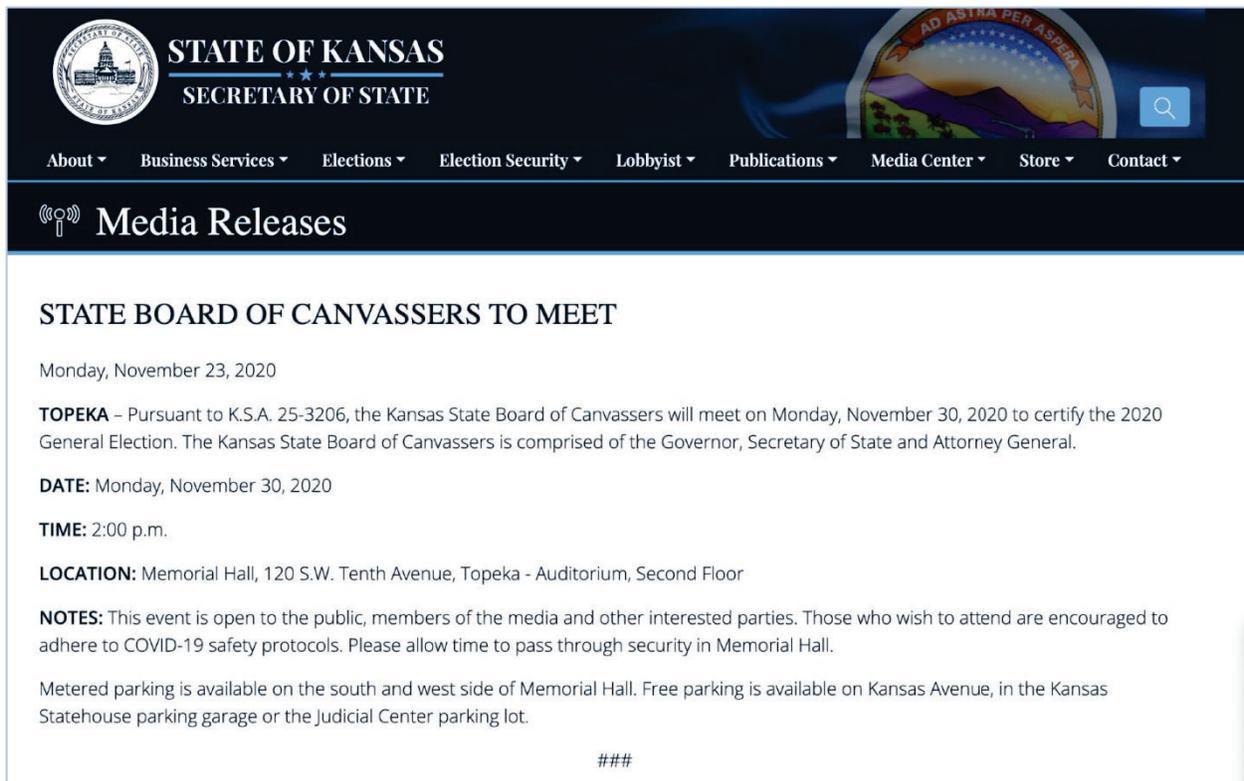 SECRETARY OF STATE
STATE OF KANSAS
STATE OF KANSAS
SECRETARY OF STATE
AD ASTRA PER ASPERA
About Business Services Elections Election Security Lobbyist Publications Media Center Store Contact
Media Releases
STATE BOARD OF CANVASSERS TO MEET
Monday, November 23, 2020
TOPEKA – Pursuant to K.S.A. 25-3206, the Kansas State Board of Canvassers will meet on Monday, November 30, 2020 to certify the 2020
General Election. The Kansas State Board of Canvassers is comprised of the Governor, Secretary of State and Attorney General.
DATE: Monday, November 30, 2020
TIME: 2:00 p.m.
LOCATION: Memorial Hall, 120 S.W. Tenth Avenue, Topeka - Auditorium, Second Floor
NOTES: This event is open to the public, members of the media and other interested parties. Those who wish to attend are encouraged to
adhere to COVID-19 safety protocols. Please allow time to pass through security in Memorial Hall.
Metered parking is available on the south and west side of Memorial Hall. Free parking is available on Kansas Avenue, in the Kansas
Statehouse parking garage or the Judicial Center parking lot.
###